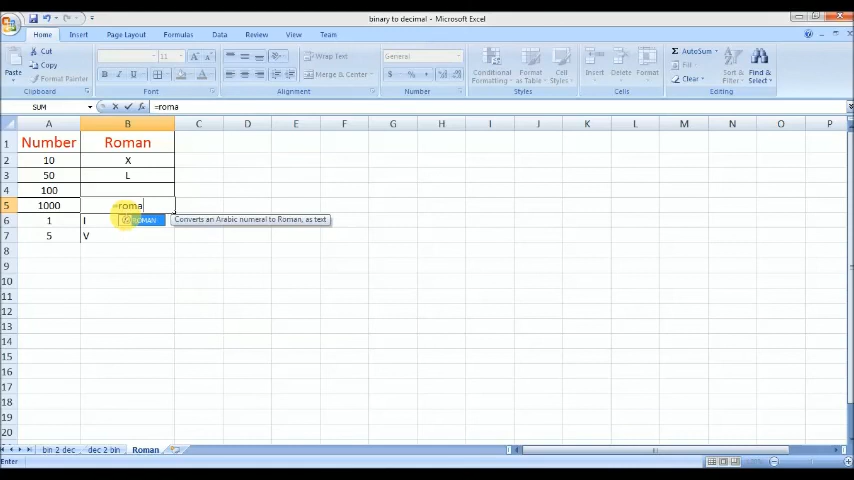 binary to decimal - Microsoft Excel
Home Insert Page Layout Formulas Data Review View Team
Cut
Copy
Format Painter
Paste
Clipboard
11
B I U
Font
Wrap Text
Merge & Center
Alignment
General
$ % ,
Number
Conditional Formatting
Format as Table
Cell Styles
Styles
Insert Delete Format
Cells
AutoSum
Fill
Clear
Sort & Filter
Find & Select
Editing
SUM =roma
A B C D E F G H I J K L M N O P
1 Number Roman
2 10 X
3 50 L
4 100
5 1000 =roma
6 1 I ROMAN Converts an Arabic numeral to Roman, as text
7 5 V
8
9
10
11
12
13
14
15
16
17
18
19
20
bin 2 dec dec 2 bin Roman
Enter